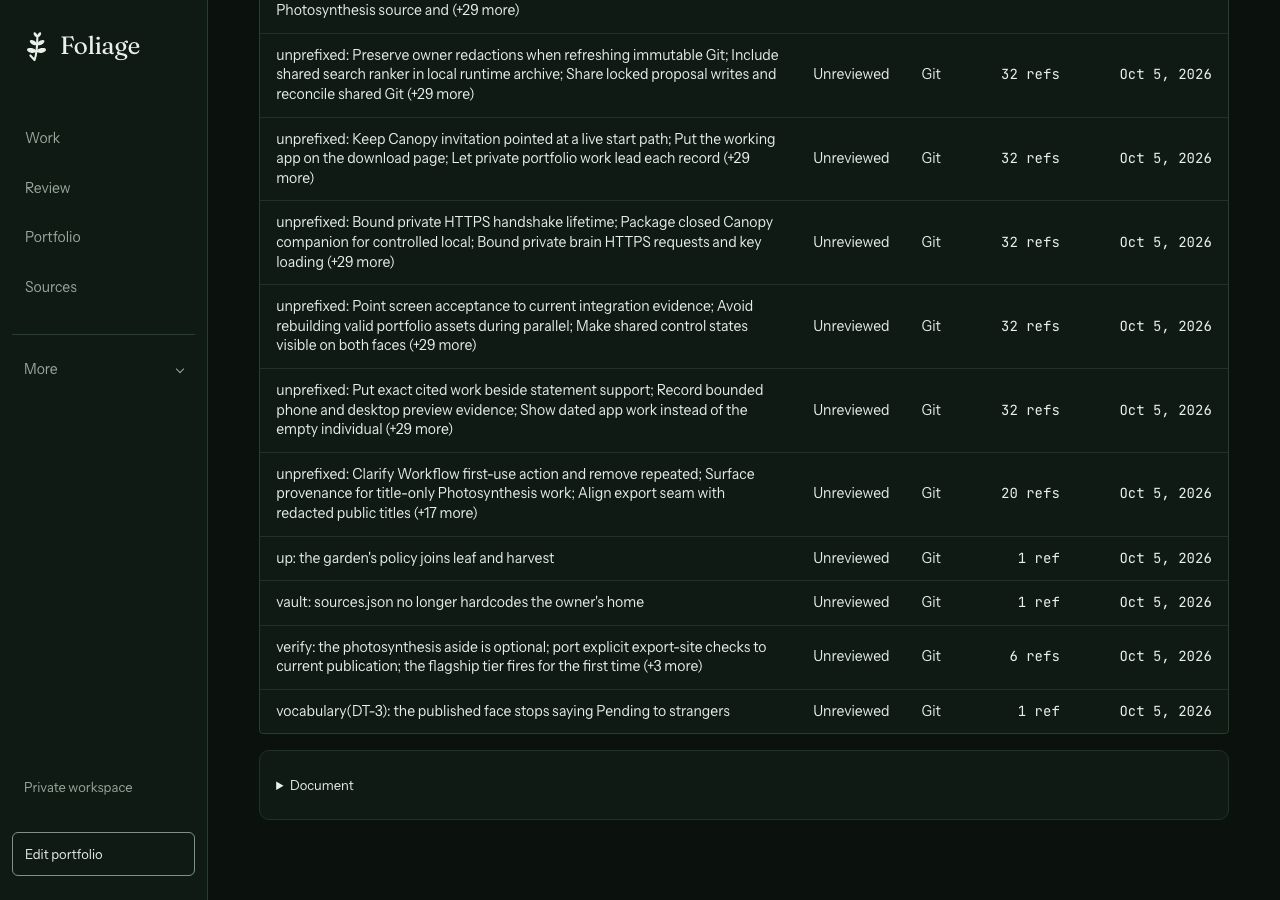 Foliage
Work
Review
Portfolio
Sources
More
Private workspace
Edit portfolio
Photosynthesis source and (+29 more)
unprefixed: Preserve owner redactions when refreshing immutable Git; Include
shared search ranker in local runtime archive; Share locked proposal writes and
reconcile shared Git (+29 more)
Unreviewed Git 32 refs Oct 5, 2026
unprefixed: Keep Canopy invitation pointed at a live start path; Put the working
app on the download page; Let private portfolio work lead each record (+29
more)
Unreviewed Git 32 refs Oct 5, 2026
unprefixed: Bound private HTTPS handshake lifetime; Package closed Canopy
companion for controlled local; Bound private brain HTTPS requests and key
loading (+29 more)
Unreviewed Git 32 refs Oct 5, 2026
unprefixed: Point screen acceptance to current integration evidence; Avoid
rebuilding valid portfolio assets during parallel; Make shared control states
visible on both faces (+29 more)
Unreviewed Git 32 refs Oct 5, 2026
unprefixed: Put exact cited work beside statement support; Record bounded
phone and desktop preview evidence; Show dated app work instead of the
empty individual (+29 more)
Unreviewed Git 32 refs Oct 5, 2026
unprefixed: Clarify Workflow first-use action and remove repeated; Surface
provenance for title-only Photosynthesis work; Align export seam with
redacted public titles (+17 more)
Unreviewed Git 20 refs Oct 5, 2026
up: the garden's policy joins leaf and harvest
Unreviewed Git 1 ref Oct 5, 2026
vault: sources.json no longer hardcodes the owner's home
Unreviewed Git 1 ref Oct 5, 2026
verify: the photosynthesis aside is optional; port explicit export-site checks to
current publication; the flagship tier fires for the first time (+3 more)
Unreviewed Git 6 refs Oct 5, 2026
vocabulary(DT-3): the published face stops saying Pending to strangers
Unreviewed Git 1 ref Oct 5, 2026
Document